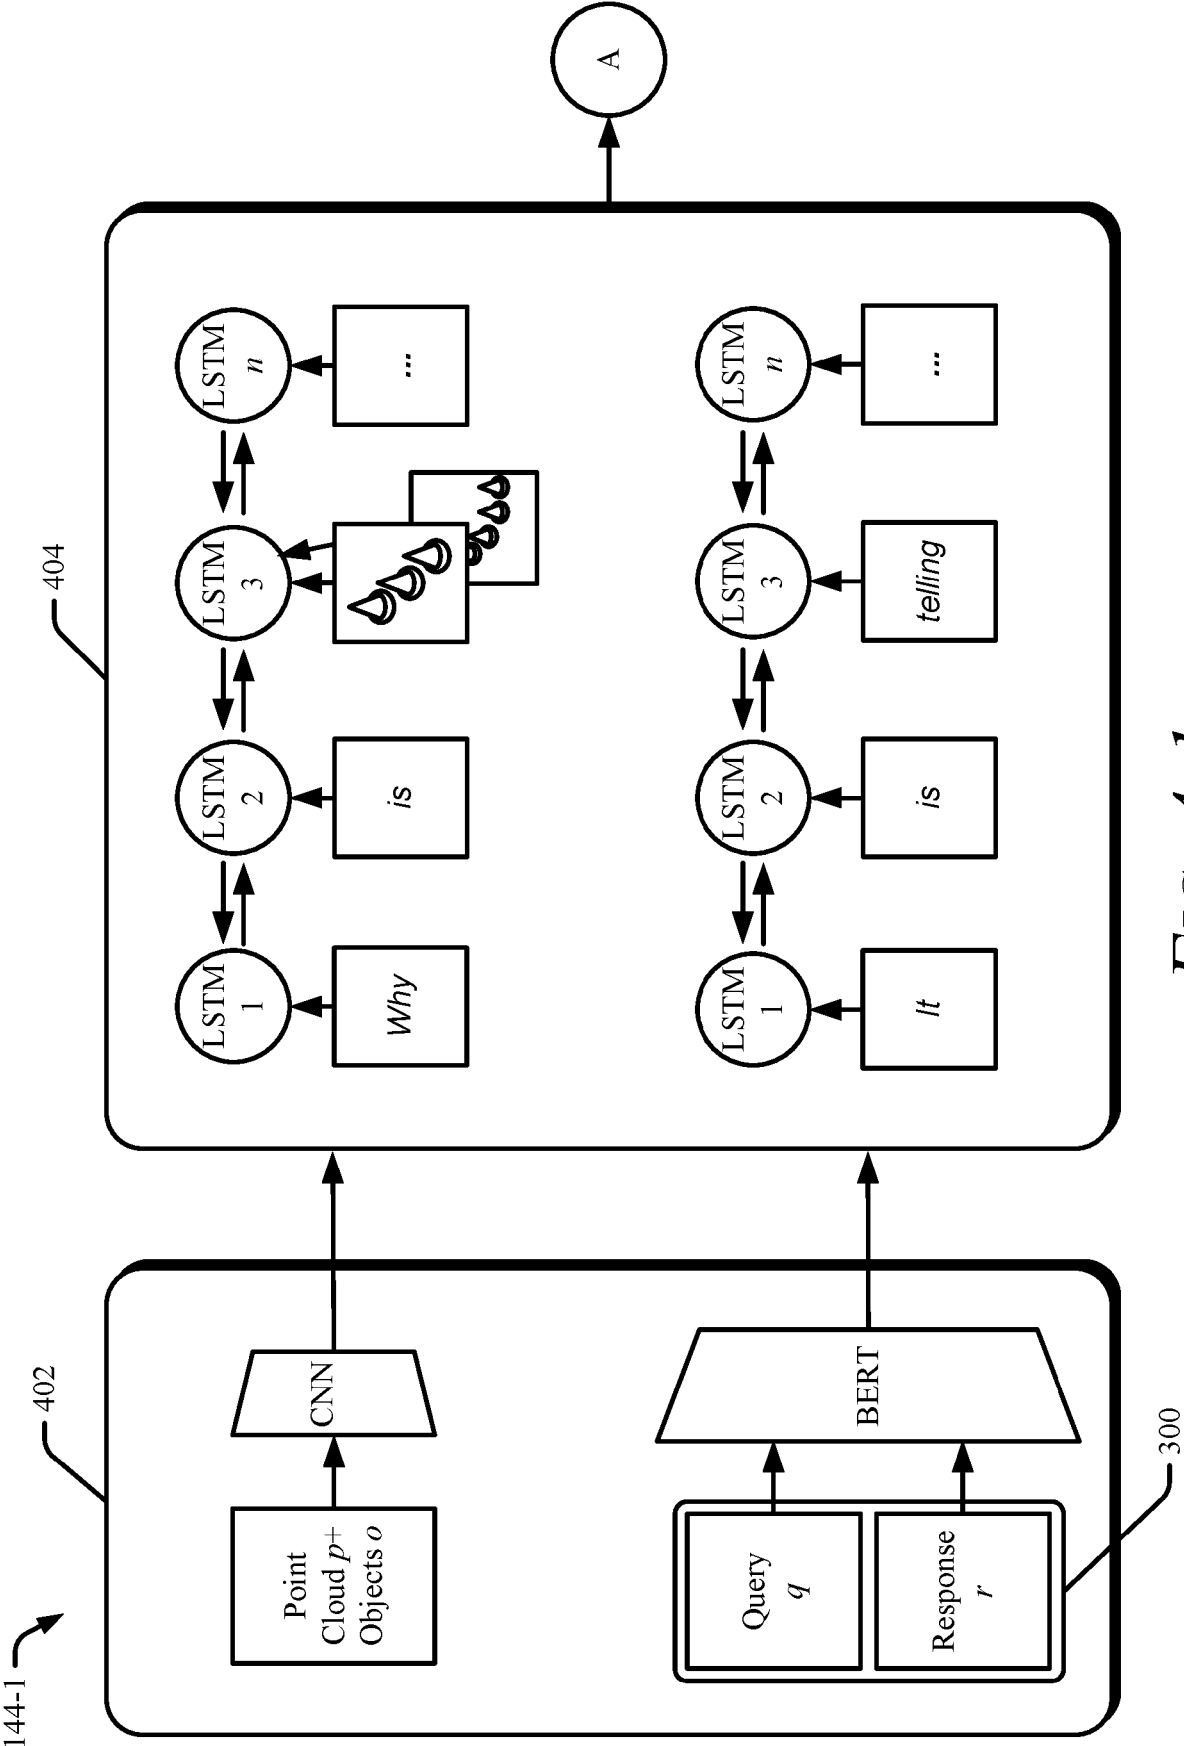 144-1
402
Point
Cloud p+
Objects o
CNN
Query
q
Response
r
BERT
300
404
LSTM
1
LSTM
2
LSTM
3
LSTM
n
Why
is
...
LSTM
1
LSTM
2
LSTM
3
LSTM
n
It
is
telling
...
A